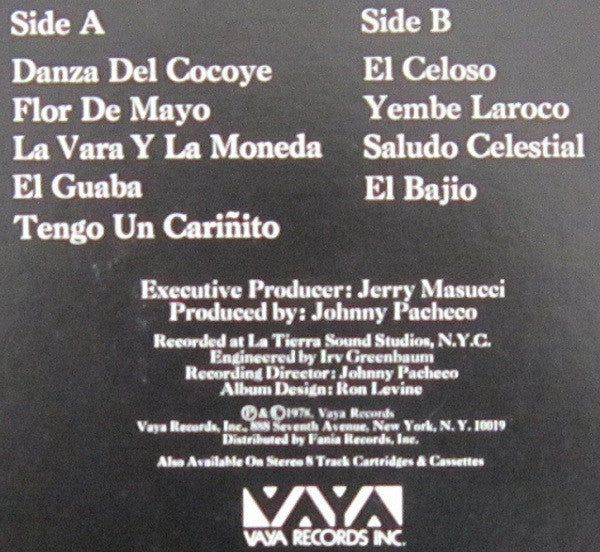 Side A
Danza Del Cocoye
Flor De Mayo
La Vara Y La Moneda
El Guaba
Tengo Un Cariñito
Side B
El Celoso
Yembe Laroco
Saludo Celestial
El Bajio
Executive Producer: Jerry Masucci
Produced by: Johnny Pacheco
Recorded at La Tierra Sound Studios, N.Y.C.
Engineered by Irv Greenbaum
Recording Director: Johnny Pacheco
Album Design: Ron Levine
Ⓟ & © 1978, Vaya Records
Vaya Records, Inc., 888 Seventh Avenue, New York, N. Y. 10019
Distributed by Fania Records, Inc.
Also Available On Stereo 8 Track Cartridges & Cassettes
VAYA
VAYA RECORDS INC.